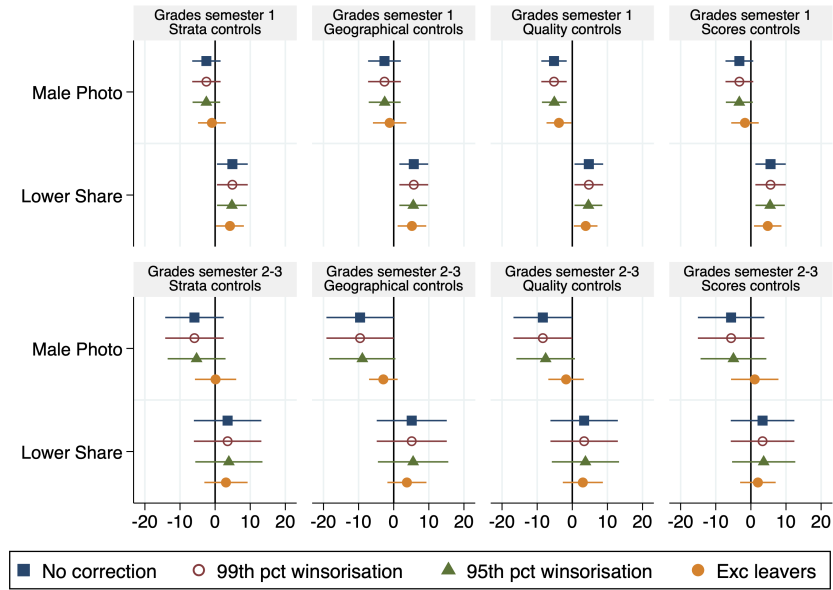 Grades semester 1
Strata controls
Grades semester 1
Geographical controls
Grades semester 1
Quality controls
Grades semester 1
Scores controls
Male Photo
Lower Share
Grades semester 2-3
Strata controls
Grades semester 2-3
Geographical controls
Grades semester 2-3
Quality controls
Grades semester 2-3
Scores controls
Male Photo
Lower Share
-20 -10 0 10 20
-20 -10 0 10 20
-20 -10 0 10 20
-20 -10 0 10 20
No correction 99th pct winsorisation 95th pct winsorisation Exc leavers